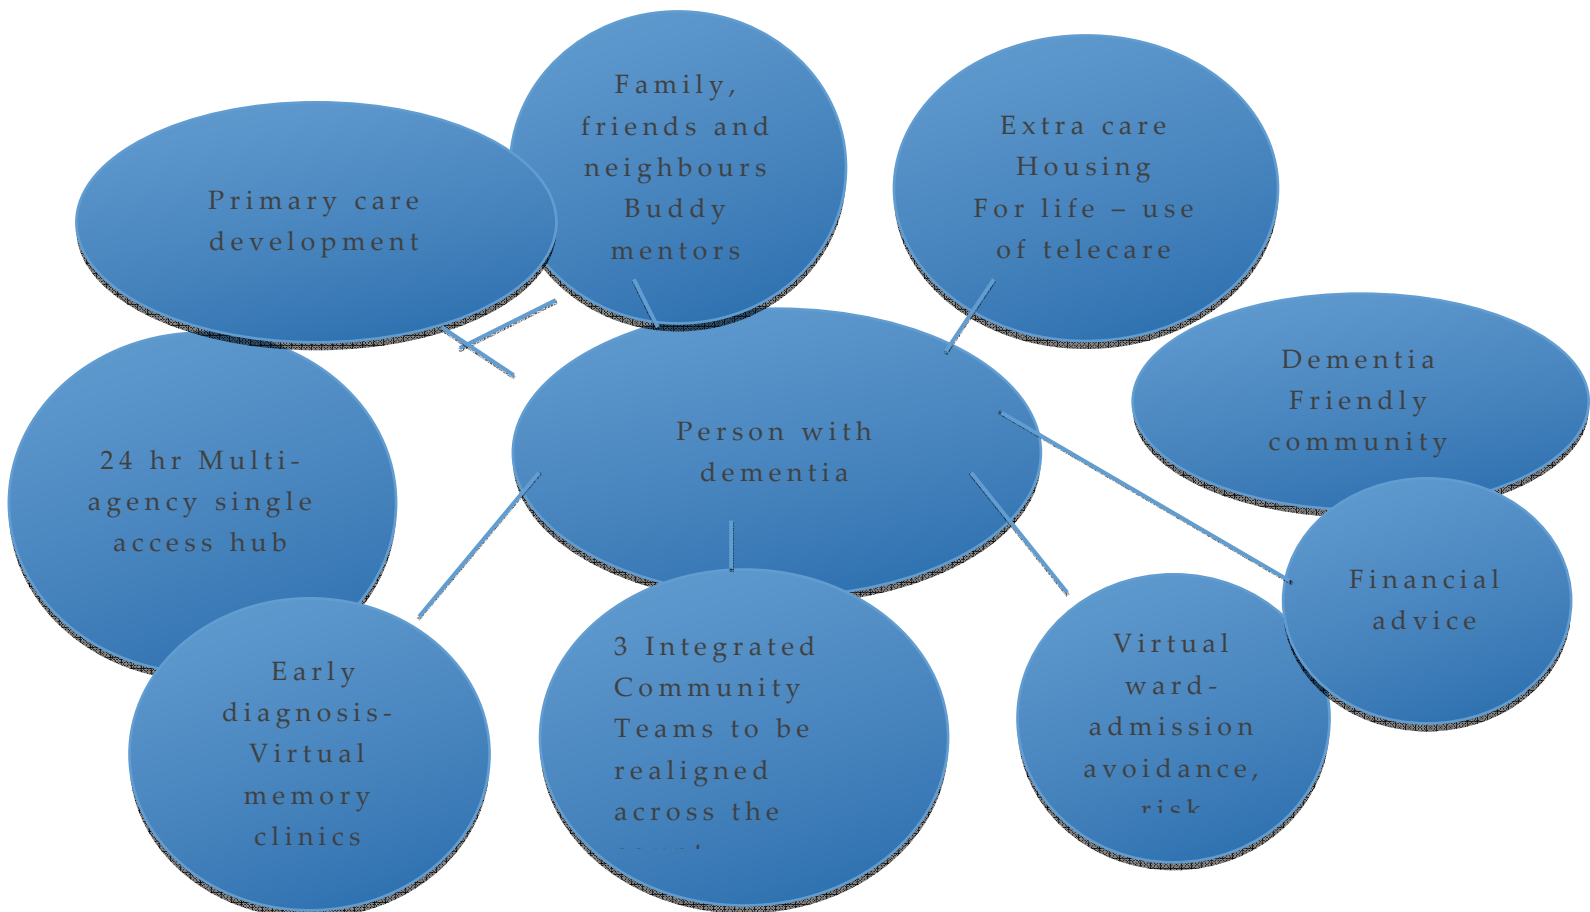 Family,
friends and
neighbours
Buddy
mentors
Extra care
Housing
For life – use
of telecare
Primary care
development
Dementia
Friendly
community
Person with
dementia
24 hr Multi-
agency single
access hub
Financial
advice
Early
diagnosis-
Virtual
memory
clinics
3 Integrated
Community
Teams to be
realigned
across the
Virtual
ward-
admission
avoidance,
risk